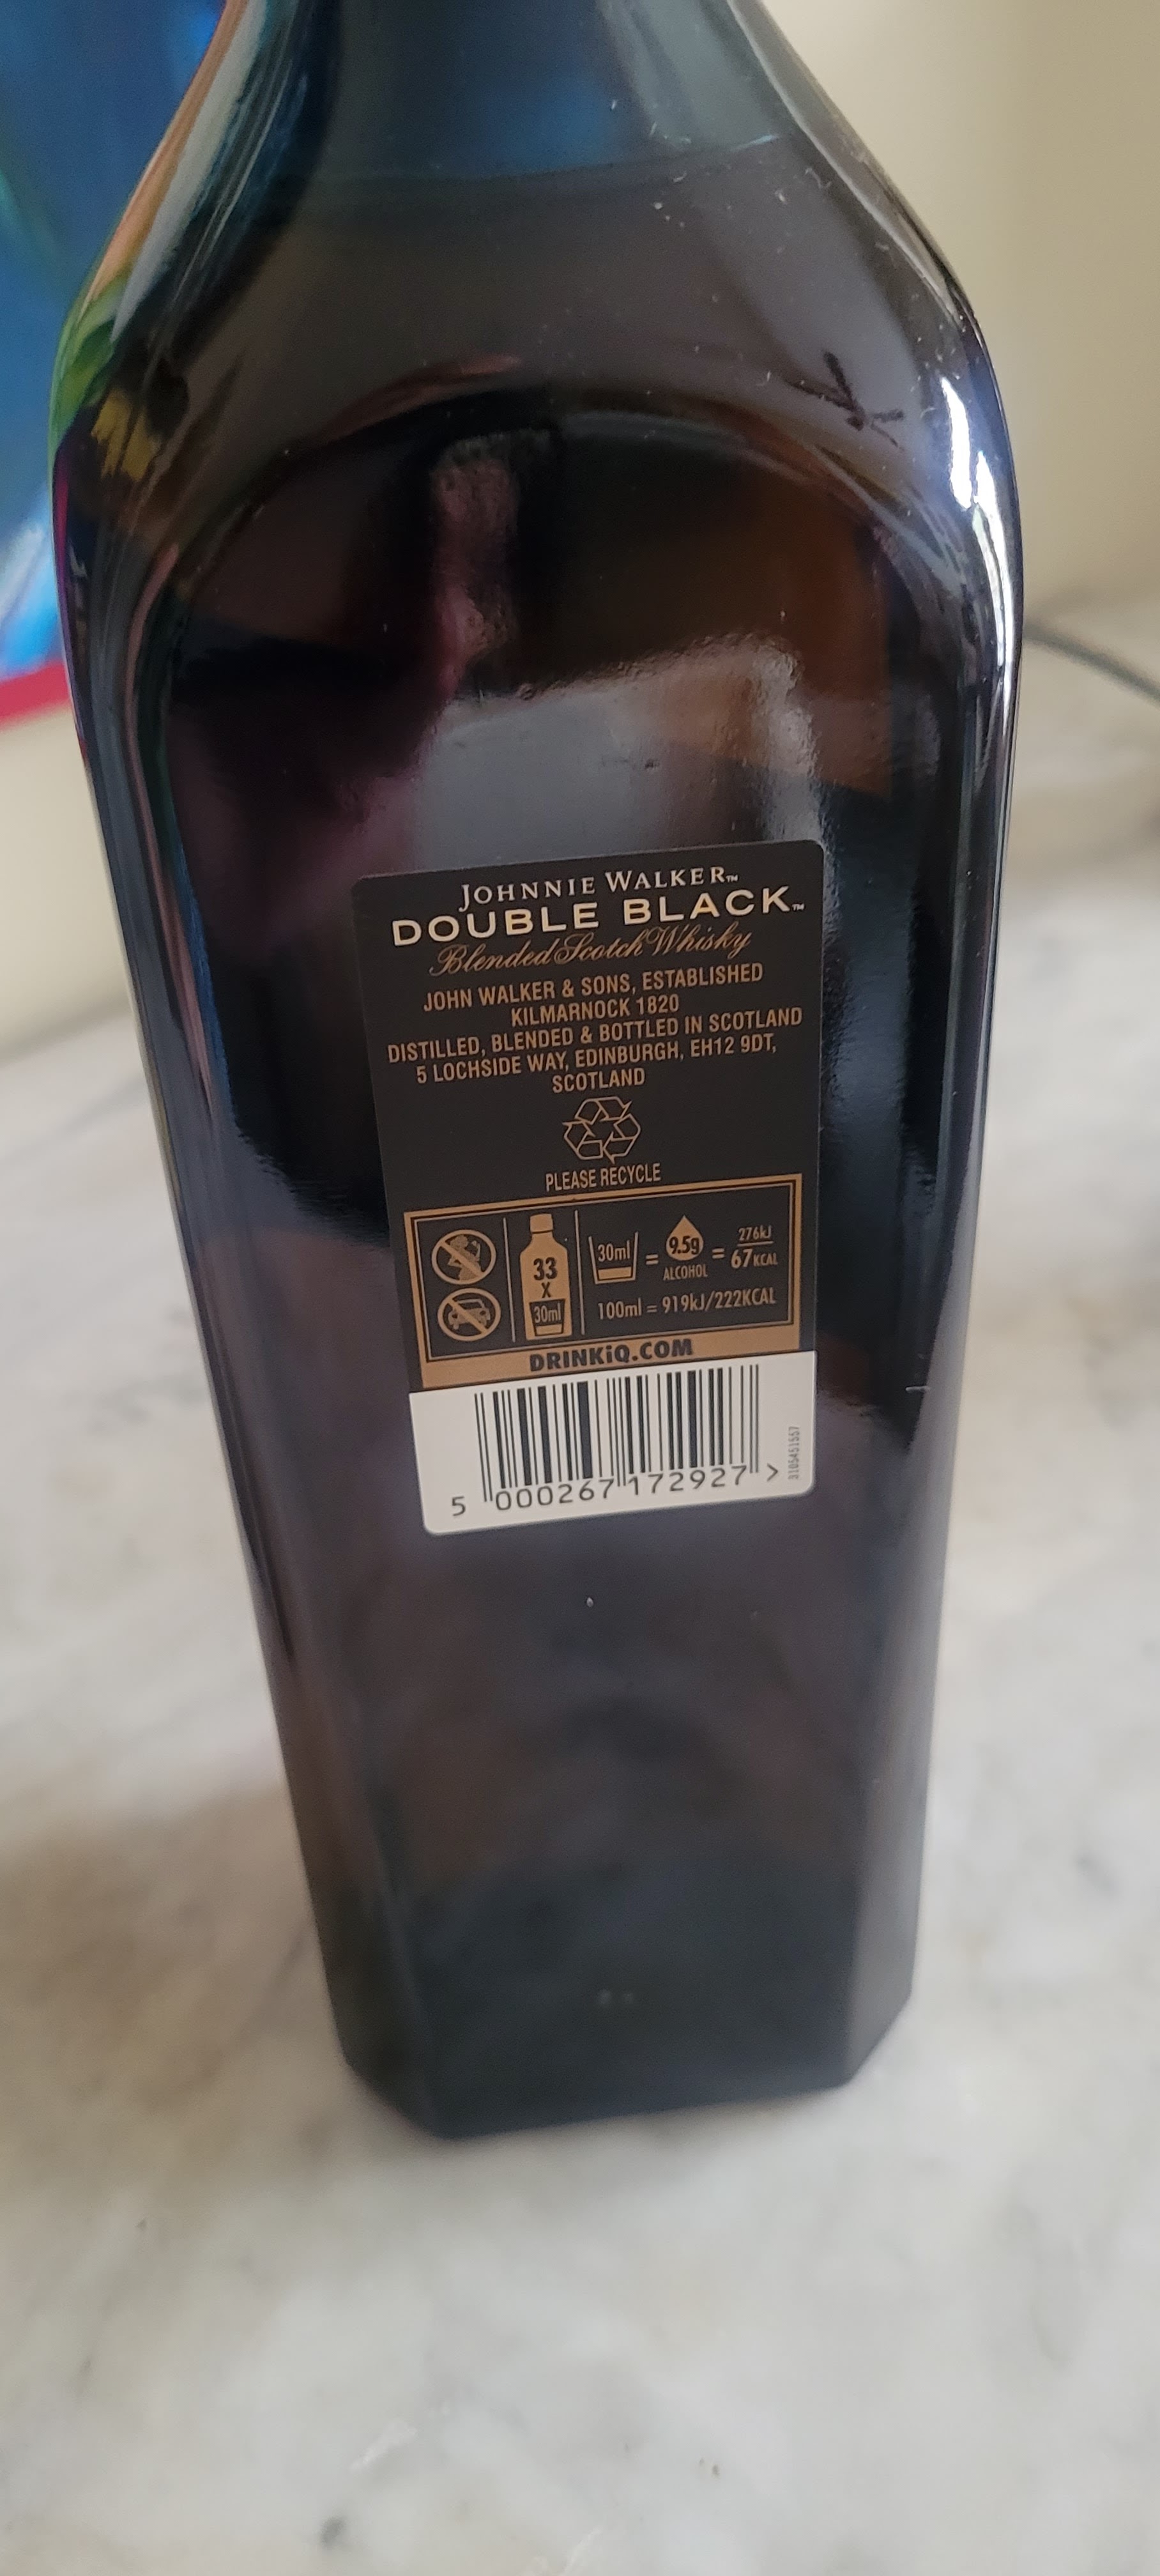 JOHNNIE WALKER™
DOUBLE BLACK™
Blended Scotch Whisky
JOHN WALKER & SONS, ESTABLISHED
KILMARNOCK 1820
DISTILLED, BLENDED & BOTTLED IN SCOTLAND
5 LOCHSIDE WAY, EDINBURGH, EH12 9DT,
SCOTLAND
PLEASE RECYCLE
33
X
30ml
30ml = 9.5g ALCOHOL = 276kJ 67KCAL
100ml = 919kJ/222KCAL
DRINKiQ.COM
5 000267 172927 >